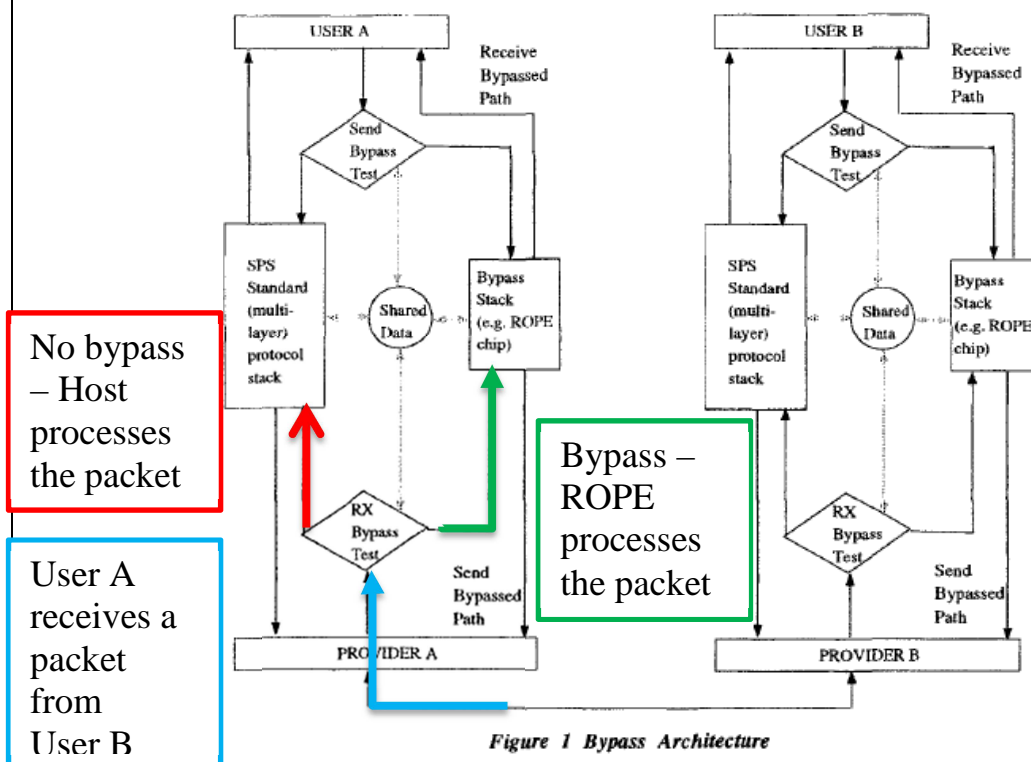 USER A
Receive
Bypassed
Path
Send
Bypass
Test
SPS
Standard
(multi-
layer)
protocol
stack
Shared
Data
Bypass
Stack
(e.g. ROPE
chip)
RX
Bypass
Test
Send
Bypassed
Path
PROVIDER A
USER B
Receive
Bypassed
Path
Send
Bypass
Test
SPS
Standard
(multi-
layer)
protocol
stack
Shared
Data
Bypass
Stack
(e.g. ROPE
chip)
RX
Bypass
Test
Send
Bypassed
Path
PROVIDER B
No bypass
– Host
processes
the packet
Bypass –
ROPE
processes
the packet
User A
receives a
packet
from
User B
Figure 1 Bypass Architecture